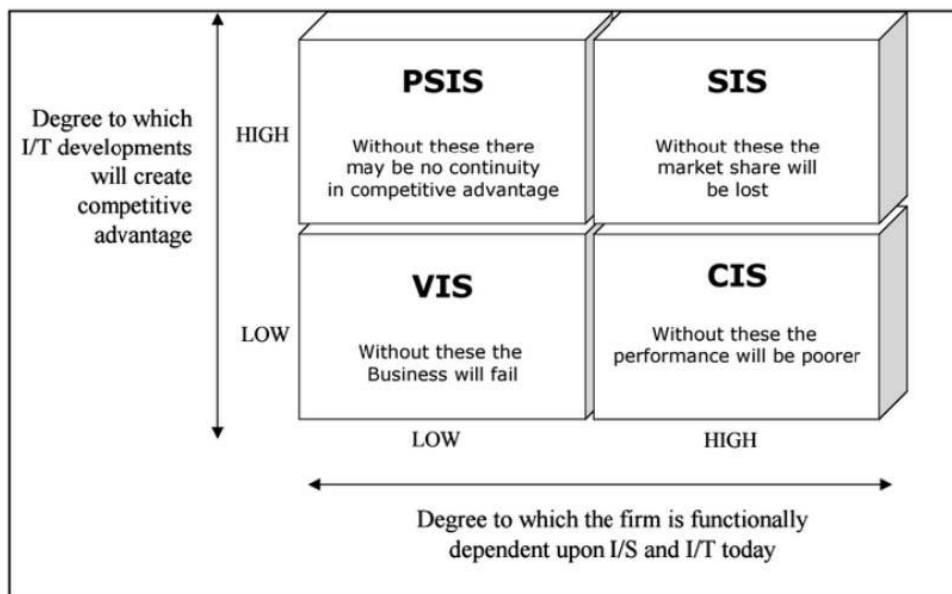 Degree to which
I/T developments
will create
competitive
advantage
HIGH
PSIS
Without these there
may be no continuity
in competitive advantage
SIS
Without these the
market share will
be lost
LOW
VIS
Without these the
Business will fail
CIS
Without these the
performance will be poorer
LOW
HIGH
Degree to which the firm is functionally
dependent upon I/S and I/T today